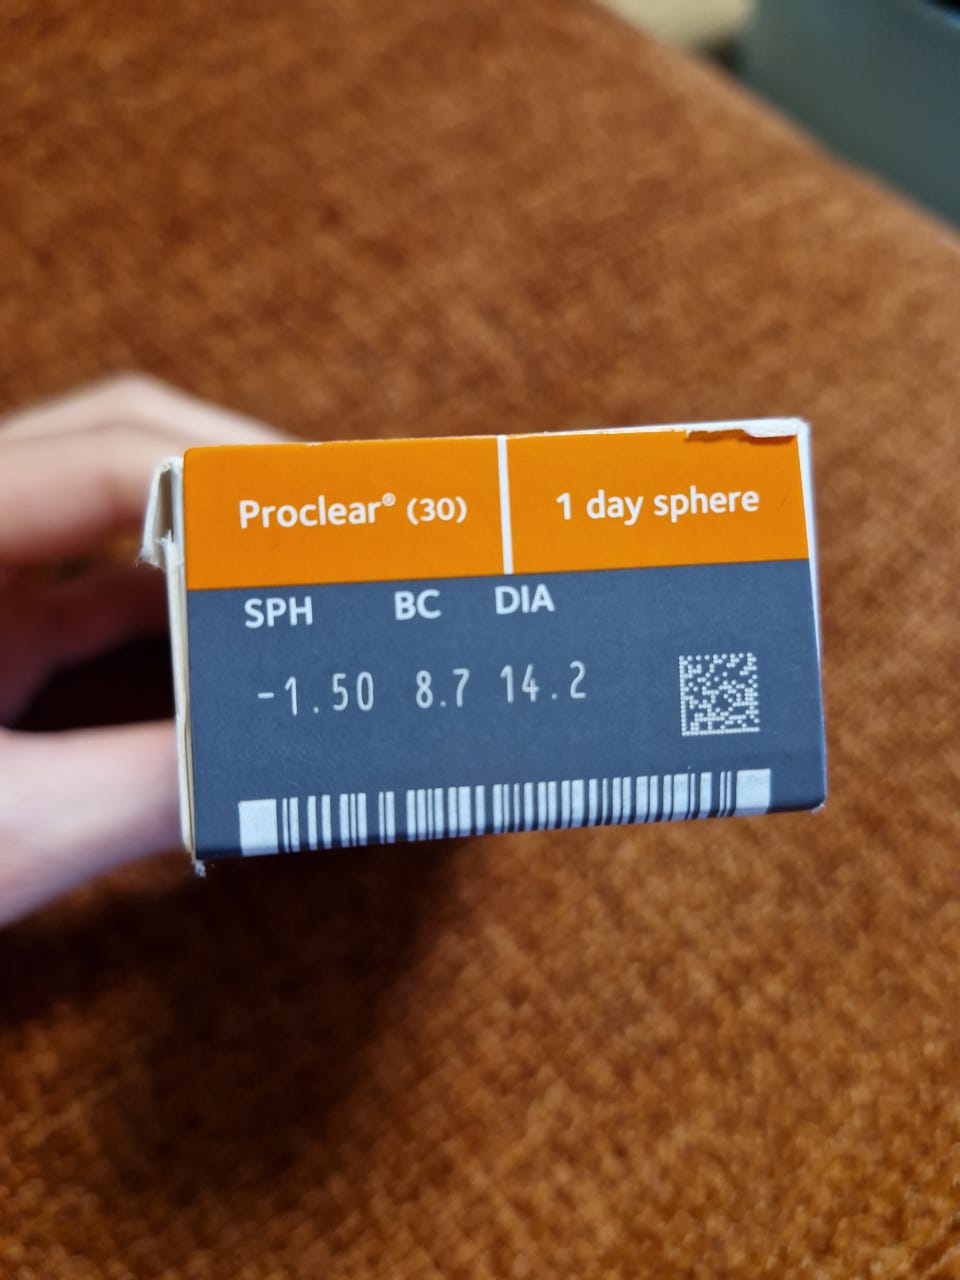 Proclear® (30) 1 day sphere
SPH BC DIA
-1.50 8.7 14.2